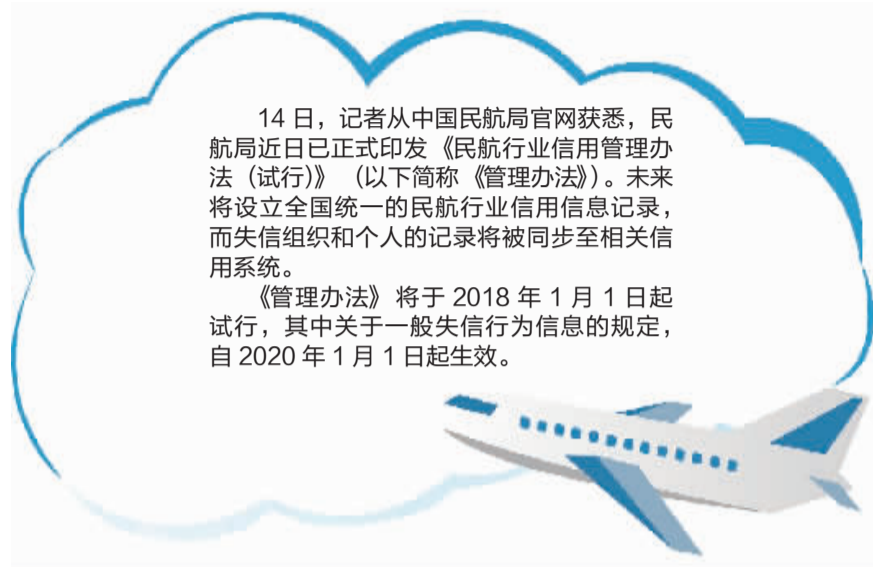 14 日，记者从中国民航局官网获悉，民
航局近日已正式印发《民航行业信用管理办
法（试行）》（以下简称《管理办法》）。未来
将设立全国统一的民航行业信用信息记录，
而失信组织和个人的记录将被同步至相关信
用系统。
《管理办法》将于 2018 年 1 月 1 日起
试行，其中关于一般失信行为信息的规定，
自 2020 年 1 月 1 日起生效。